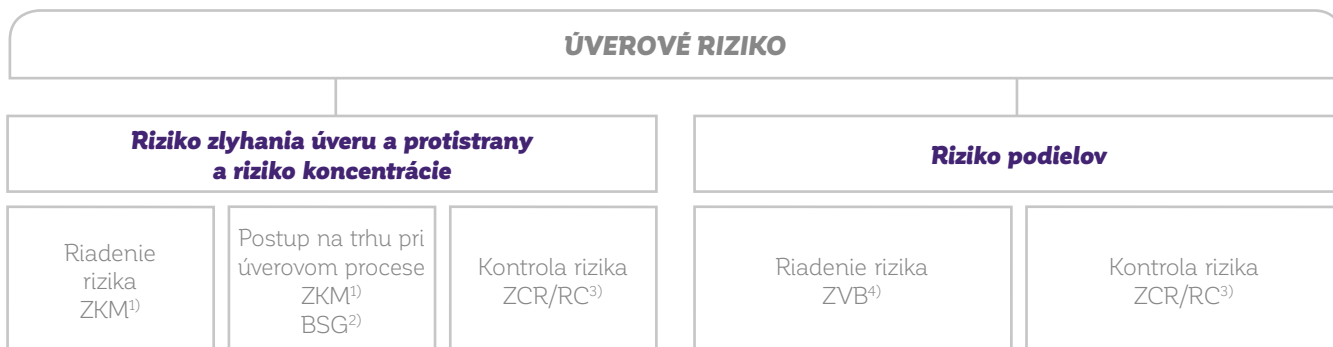 ÚVEROVÉ RIZIKO
Riziko zlyhania úveru a protistrany
a riziko koncentrácie
Riziko podielov
Riadenie
rizika
ZKM1)
Postup na trhu pri
úverovom procese
ZKM1)
BSG2)
Kontrola rizika
ZCR/RC3)
Riadenie rizika
ZVB4)
Kontrola rizika
ZCR/RC3)